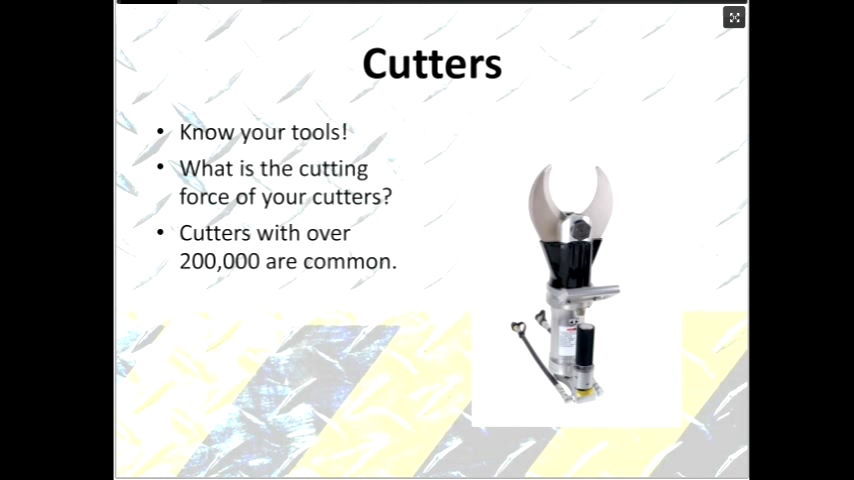 Cutters
• Know your tools!
• What is the cutting
force of your cutters?
• Cutters with over
200,000 are common.